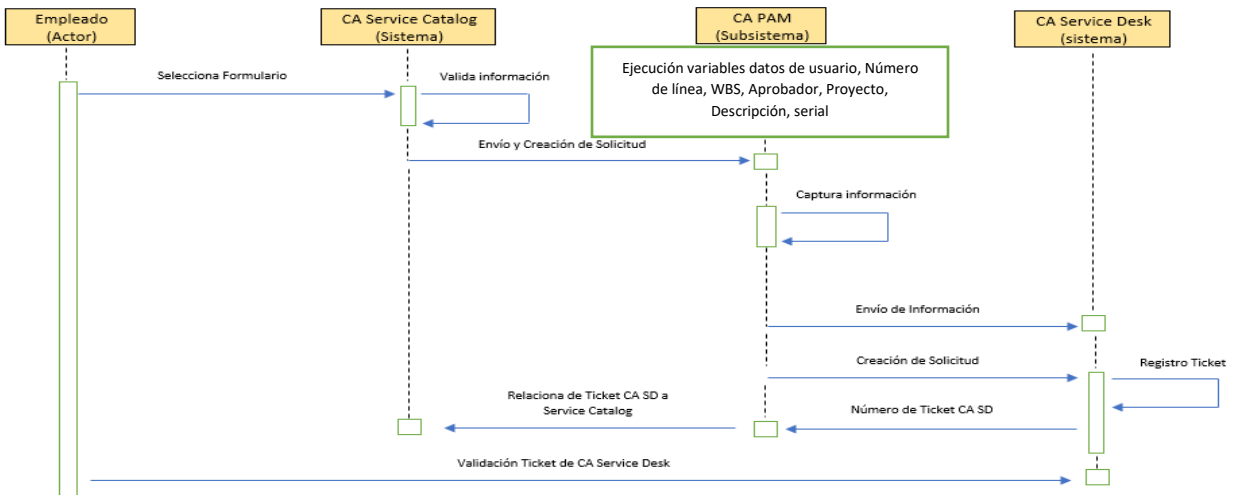 Empleado
(Actor)
CA Service Catalog
(Sistema)
CA PAM
(Subsistema)
CA Service Desk
(sistema)
Selecciona Formulario
Valida información
Ejecución variables datos de usuario, Número
de línea, WBS, Aprobador, Proyecto,
Descripción, serial
Envío y Creación de Solicitud
Captura información
Envío de Información
Creación de Solicitud
Registro Ticket
Relaciona de Ticket CA SD a
Service Catalog
Número de Ticket CA SD
Validación Ticket de CA Service Desk